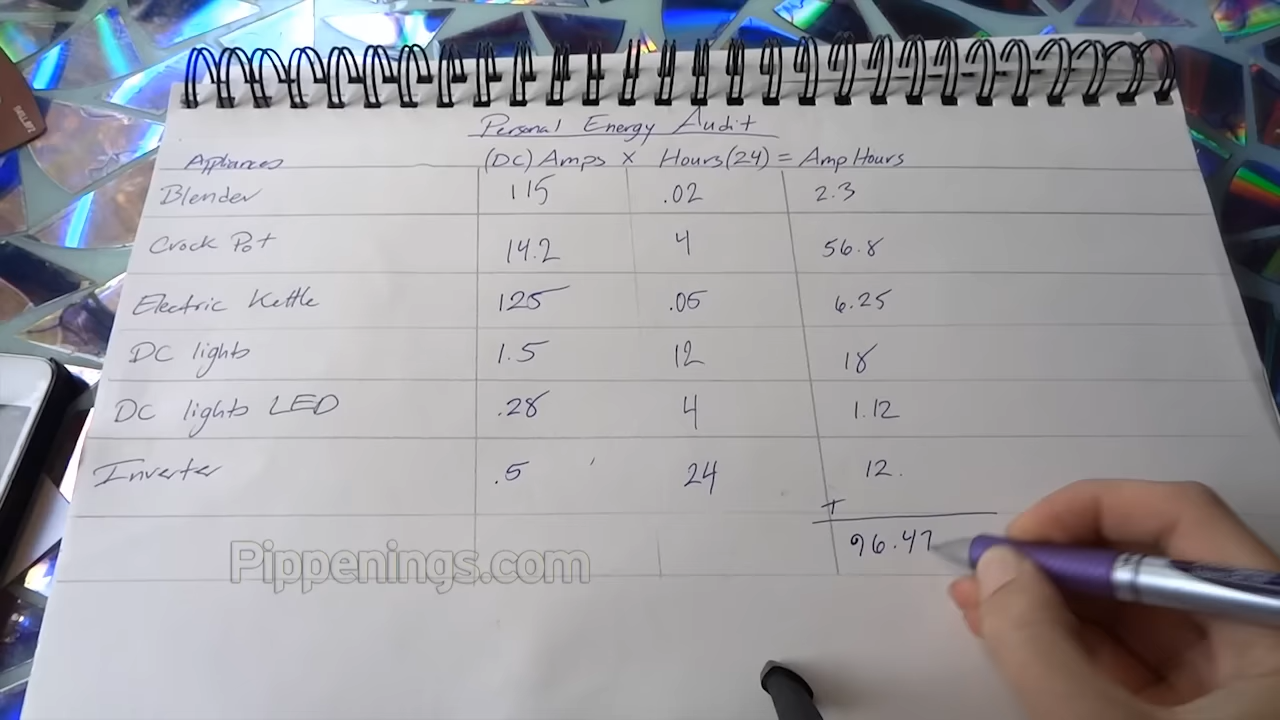 Personal Energy Audit
Appliances (DC) Amps x Hours (24) = Amp Hours
Blender 115 .02 2.3
Crock Pot 14.2 4 56.8
Electric Kettle 125 .05 6.25
DC lights 1.5 12 18
DC lights LED .28 4 1.12
Inverter .5 24 12.
+
96.47
Pippenings.com